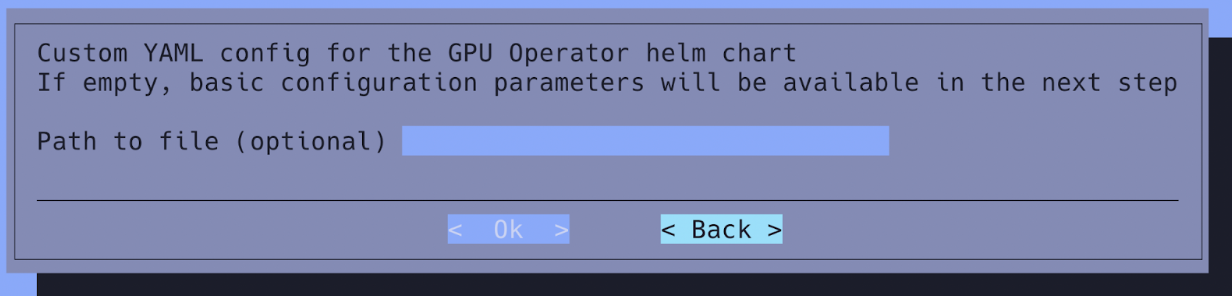 Custom YAML config for the GPU Operator helm chart
If empty, basic configuration parameters will be available in the next step
Path to file (optional)
< Ok > < Back >